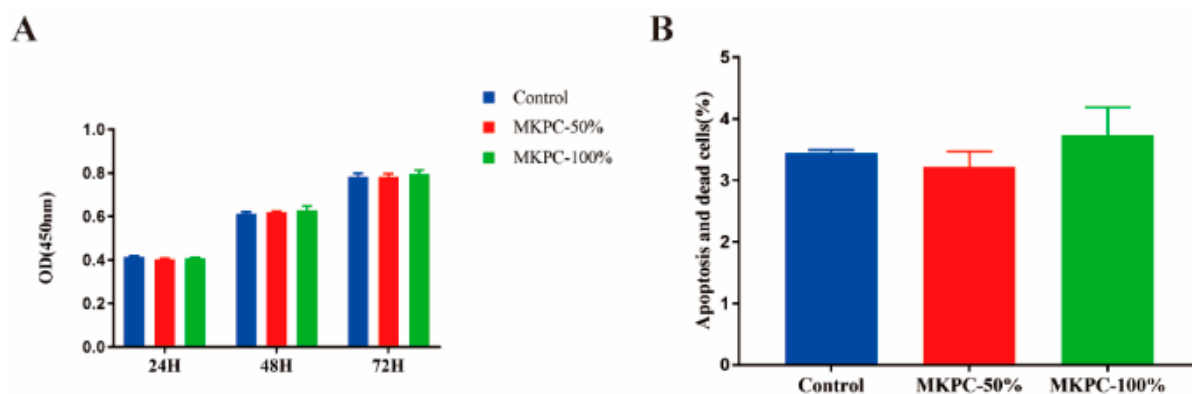 A
Control
MKPC-50%
MKPC-100%
OD(450nm)
1.0
0.8
0.6
0.4
0.2
0.0
24H 48H 72H
B
Apoptosis and dead cells(%)
5
4
3
2
1
0
Control MKPC-50% MKPC-100%